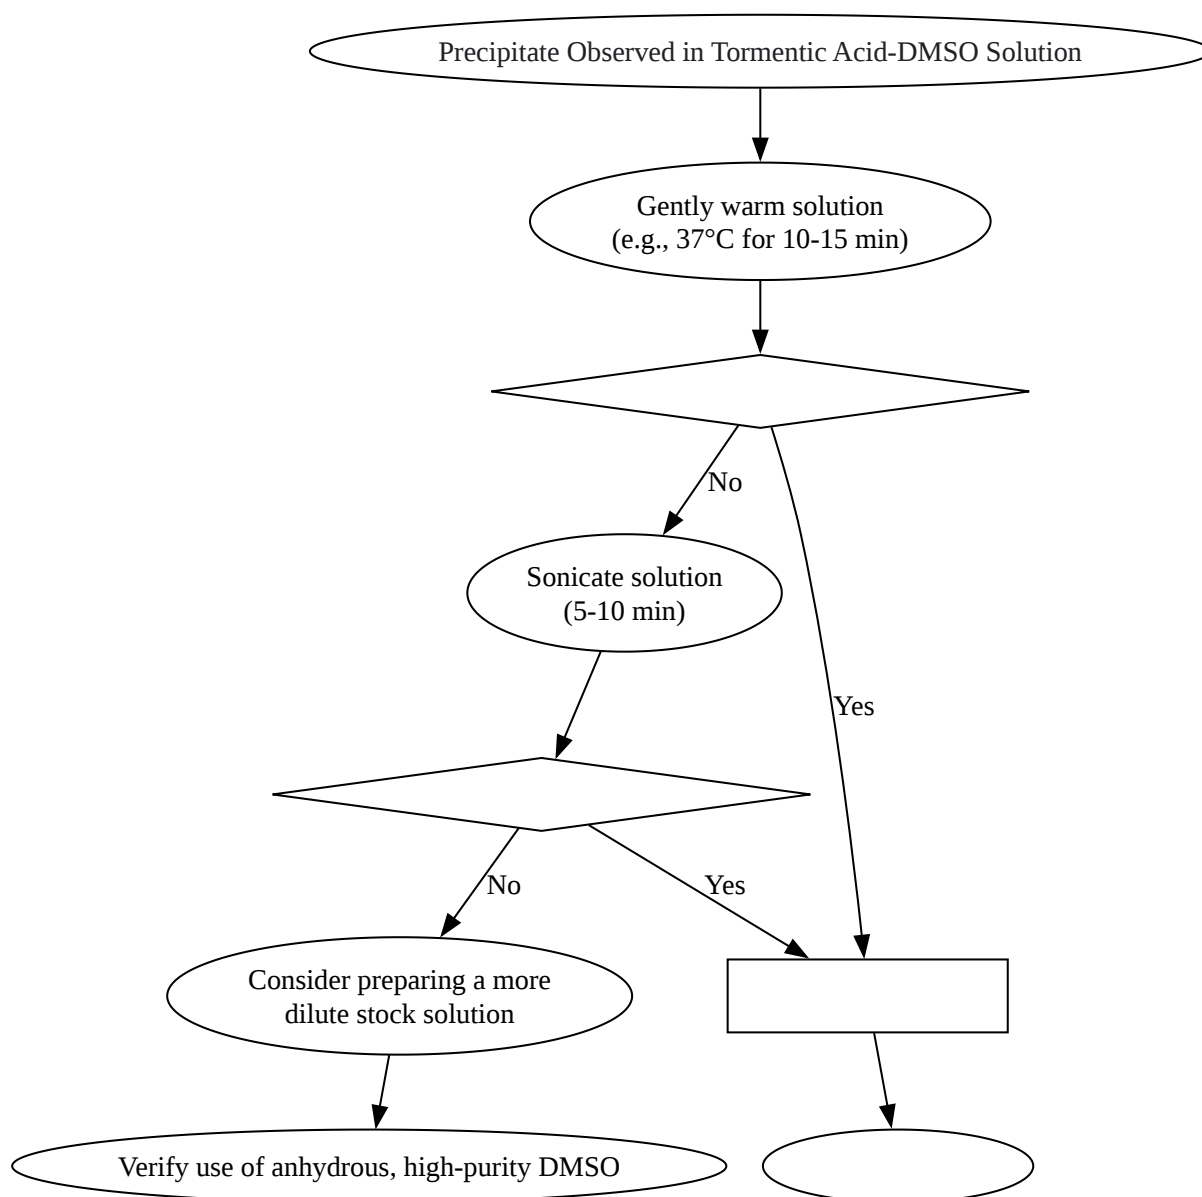 Precipitate Observed in Tormentic Acid-DMSO Solution
Gently warm solution
(e.g., 37°C for 10-15 min)
No
Sonicate solution
(5-10 min)
Yes
No
Yes
Consider preparing a more
dilute stock solution
Verify use of anhydrous, high-purity DMSO